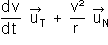 dv/dt u⃗_T + v²/r u⃗_N